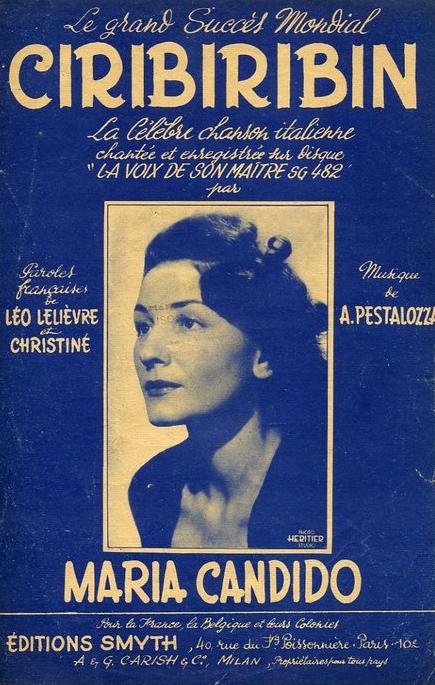 Le grand Succès Mondial
CIRIBIRIBIN
La Célèbre chanson italienne
chantée et enregistrée sur disque
"LA VOIX DE SON MAITRE SG 482"
par
Paroles
françaises
de
LÉO LELIÈVRE
et
CHRISTINÉ
Musique
de
A. PESTALOZZA
PHOTO
HERITIER
STUDIO
MARIA CANDIDO
Pour la France, la Belgique et leurs Colonies
ÉDITIONS SMYTH, 40, rue du Fg Poissonnière - Paris - 10e
A & G. CARISH & Co, MILAN, Propriétaires pour tous pays